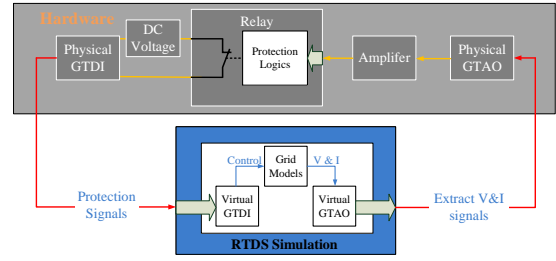 Hardware
Relay
DC
Voltage
Physical
GTDI
Protection
Logics
Amplifer
Physical
GTAO
Control
Grid
Models
V & I
Virtual
GTDI
Virtual
GTAO
Protection
Signals
Extract V&I
signals
RTDS Simulation